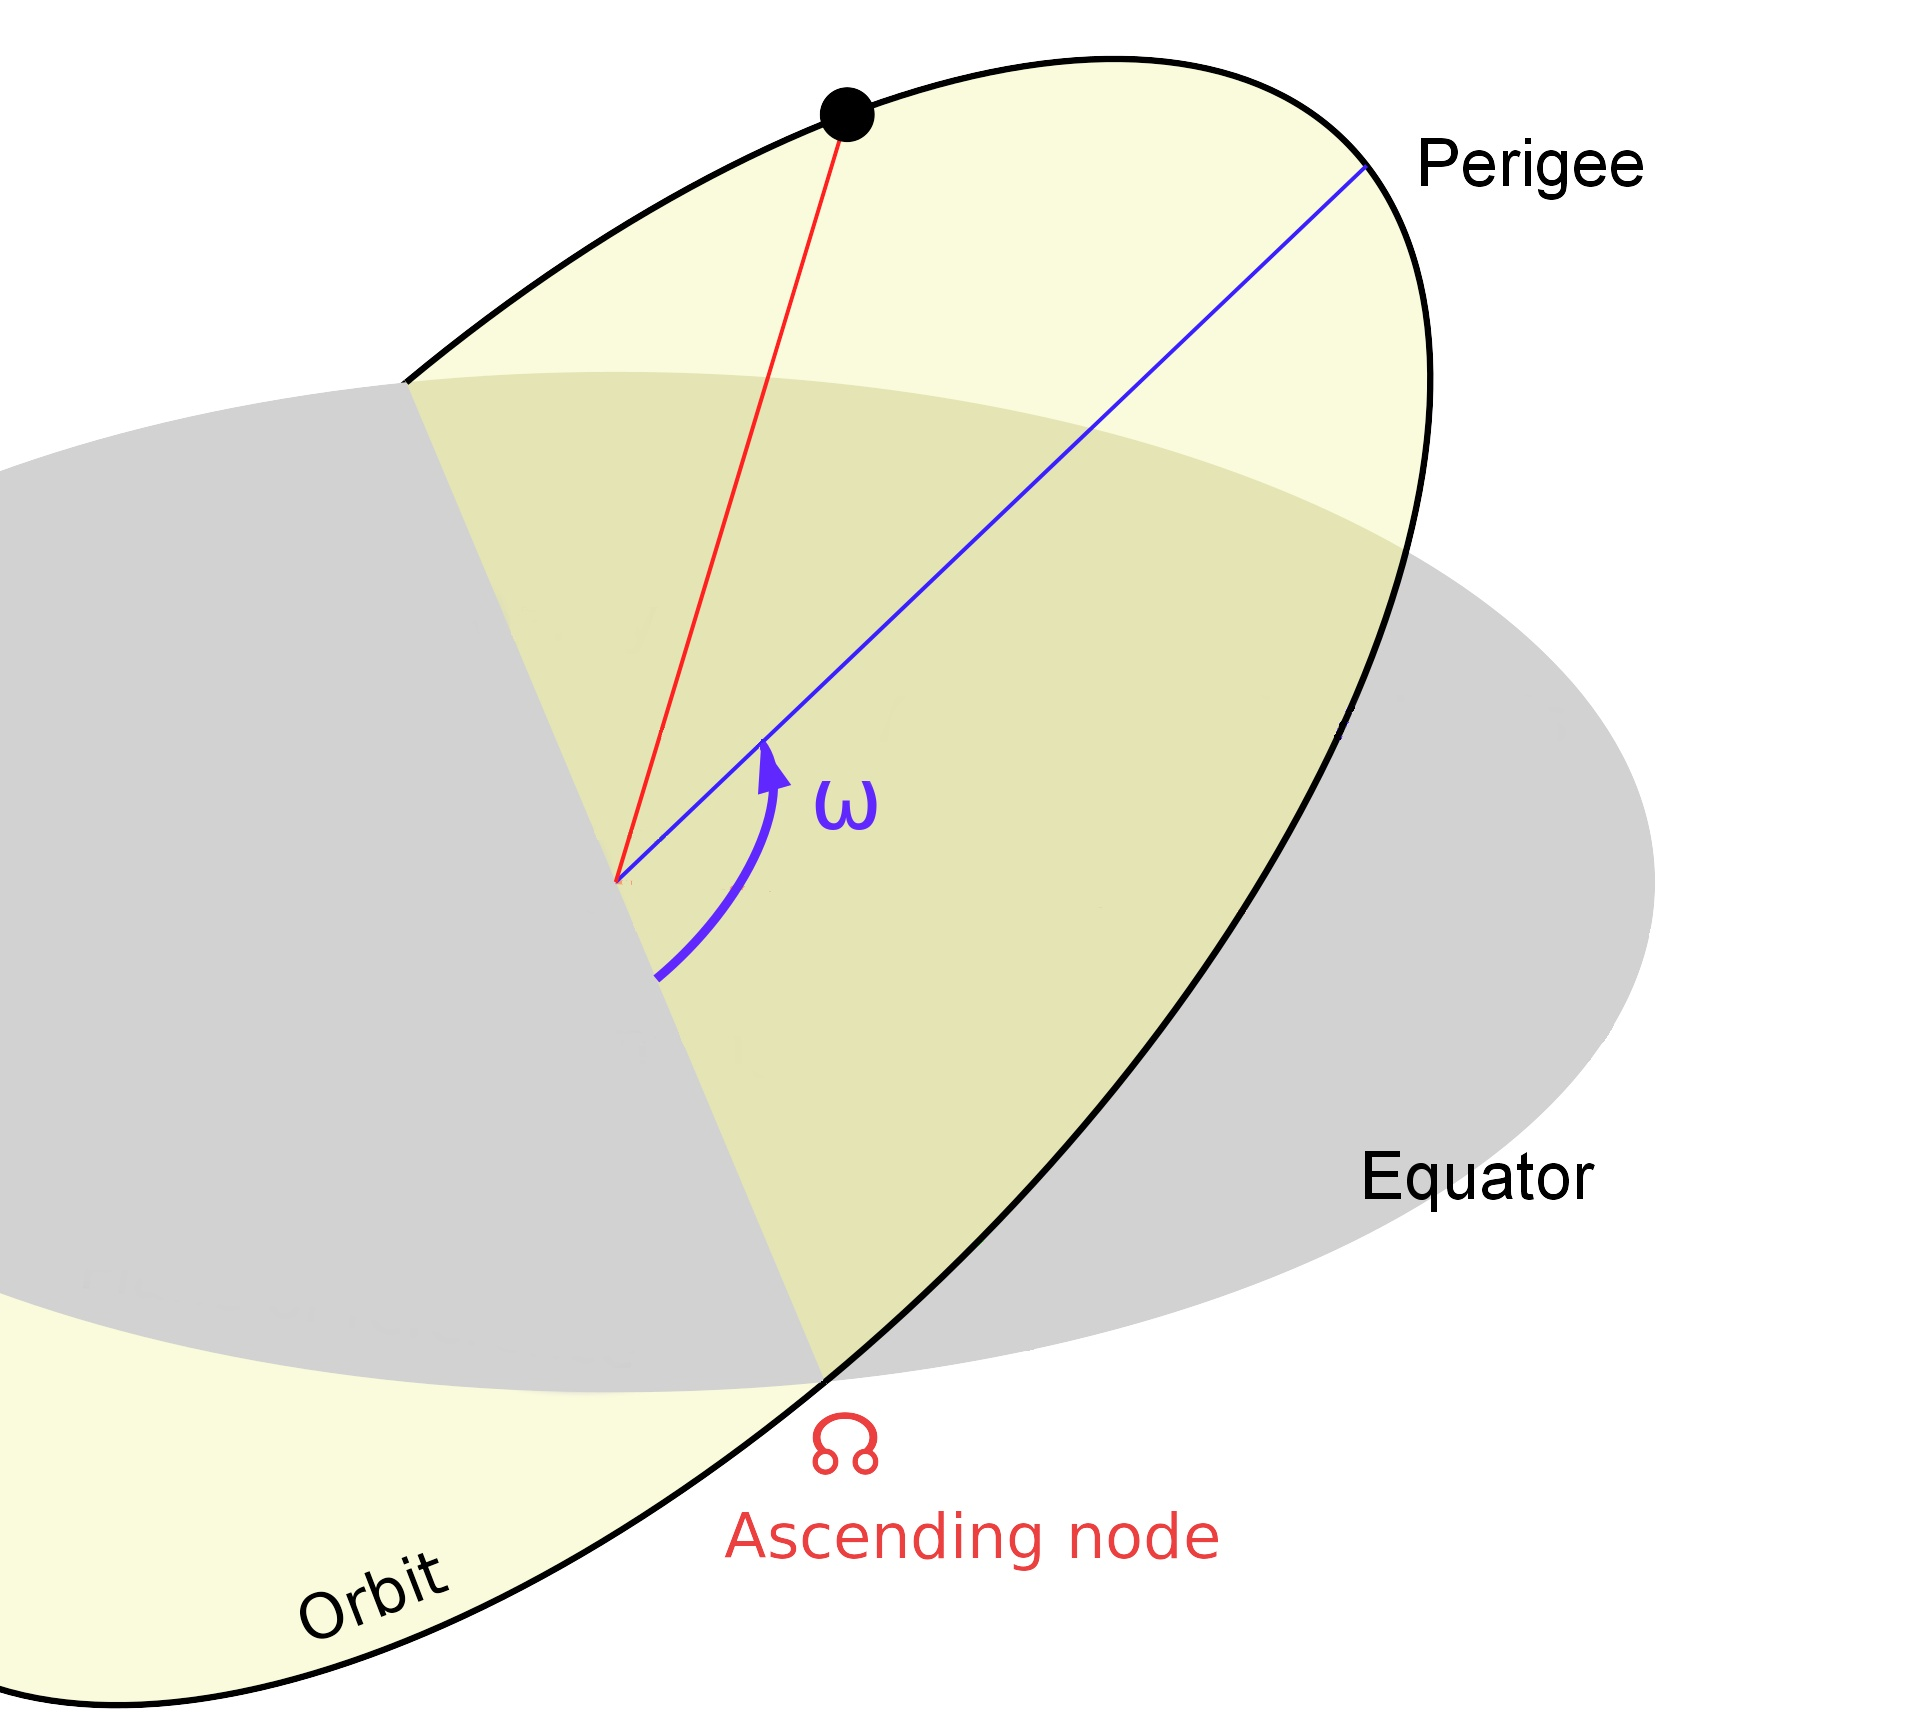 Perigee
ω
Equator
☊
Ascending node
Orbit